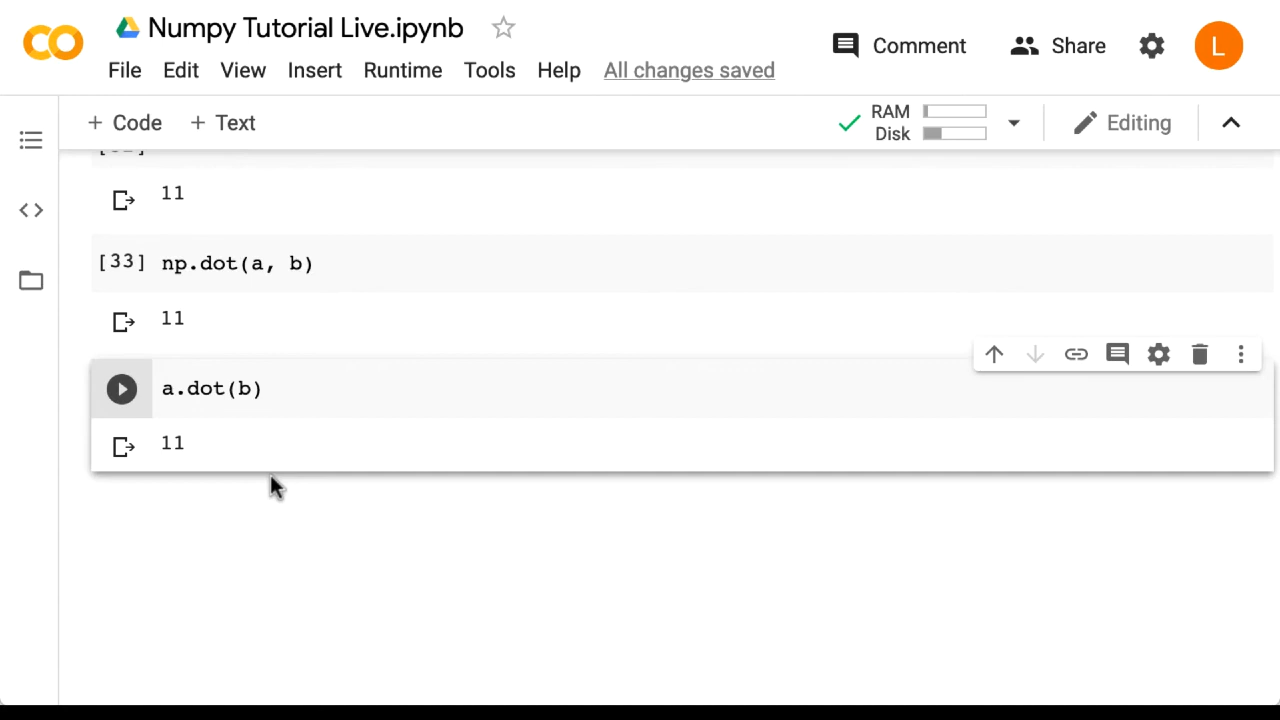 Numpy Tutorial Live.ipynb
File Edit View Insert Runtime Tools Help All changes saved
Comment Share L
+ Code + Text
RAM
Disk
Editing
11
[33] np.dot(a, b)
11
a.dot(b)
11